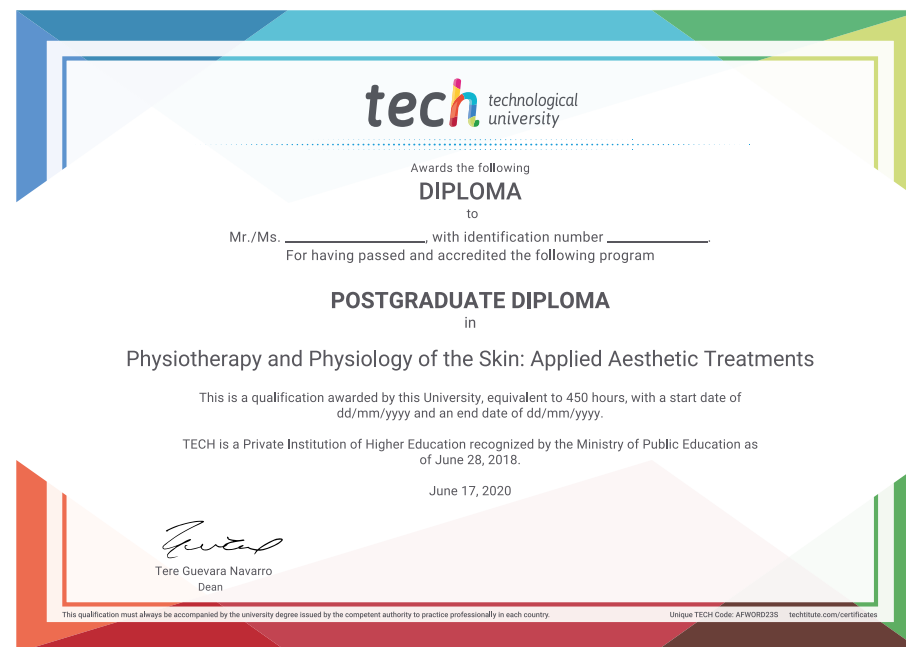 tech technological
university
Awards the following
DIPLOMA
to
Mr./Ms. ____________________, with identification number ______________.
For having passed and accredited the following program
POSTGRADUATE DIPLOMA
in
Physiotherapy and Physiology of the Skin: Applied Aesthetic Treatments
This is a qualification awarded by this University, equivalent to 450 hours, with a start date of
dd/mm/yyyy and an end date of dd/mm/yyyy.
TECH is a Private Institution of Higher Education recognized by the Ministry of Public Education as
of June 28, 2018.
June 17, 2020
Tere Guevara Navarro
Dean
This qualification must always be accompanied by the university degree issued by the competent authority to practice professionally in each country. Unique TECH Code: AFWORD23S techtitute.com/certificates